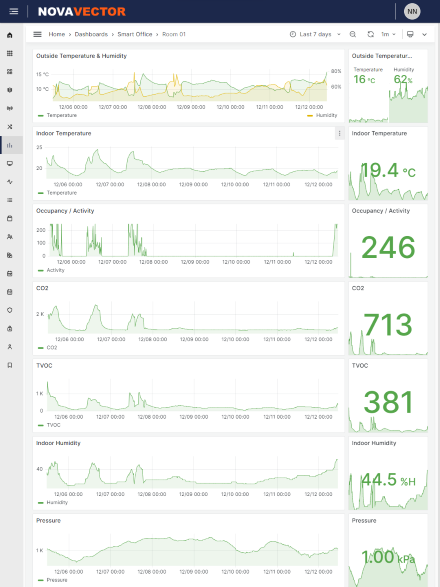 NOVAVECTOR
NN
Home › Dashboards › Smart Office › Room 01
Last 7 days
1m
Outside Temperature & Humidity
15 °C
10 °C
80%
60%
12/06 00:00 12/07 00:00 12/08 00:00 12/09 00:00 12/10 00:00 12/11 00:00 12/12 00:00
Temperature
Humidity
Outside Temperatur...
Temperature
Humidity
16 °C
62%
Indoor Temperature
25
20
12/06 00:00 12/07 00:00 12/08 00:00 12/09 00:00 12/10 00:00 12/11 00:00 12/12 00:00
Temperature
Indoor Temperature
19.4 °C
Occupancy / Activity
200
100
0
12/06 00:00 12/07 00:00 12/08 00:00 12/09 00:00 12/10 00:00 12/11 00:00 12/12 00:00
Activity
Occupancy / Activity
246
CO2
2 K
12/06 00:00 12/07 00:00 12/08 00:00 12/09 00:00 12/10 00:00 12/11 00:00 12/12 00:00
CO2
CO2
713
TVOC
1 K
0
12/06 00:00 12/07 00:00 12/08 00:00 12/09 00:00 12/10 00:00 12/11 00:00 12/12 00:00
TVOC
TVOC
381
Indoor Humidity
40
12/06 00:00 12/07 00:00 12/08 00:00 12/09 00:00 12/10 00:00 12/11 00:00 12/12 00:00
Humidity
Indoor Humidity
44.5 %H
Pressure
1 K
12/06 00:00 12/07 00:00 12/08 00:00 12/09 00:00 12/10 00:00 12/11 00:00 12/12 00:00
Pressure
Pressure
1.00 kPa